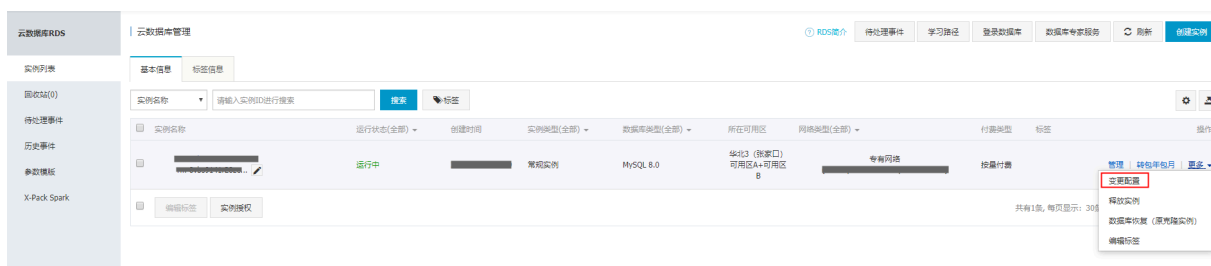 云数据库RDS
云数据库管理
RDS简介 待处理事件 学习路径 登录数据库 数据库专家服务 刷新 创建实例
实例列表
回收站(0)
待处理事件
历史事件
参数模版
X-Pack Spark
基本信息 标签信息
实例名称 请输入实例ID进行搜索 搜索 标签
实例名称 运行状态(全部) 创建时间 实例类型(全部) 数据库类型(全部) 所在可用区 网络类型(全部) 付费类型 标签 操作
运行中 常规实例 MySQL 8.0 华北3（张家口）
可用区A+可用区
B
专有网络
按量付费 管理 | 转包年包月 | 更多
变更配置
释放实例
数据库恢复（原克隆实例）
编辑标签
编辑标签 实例授权 共有1条, 每页显示: 30